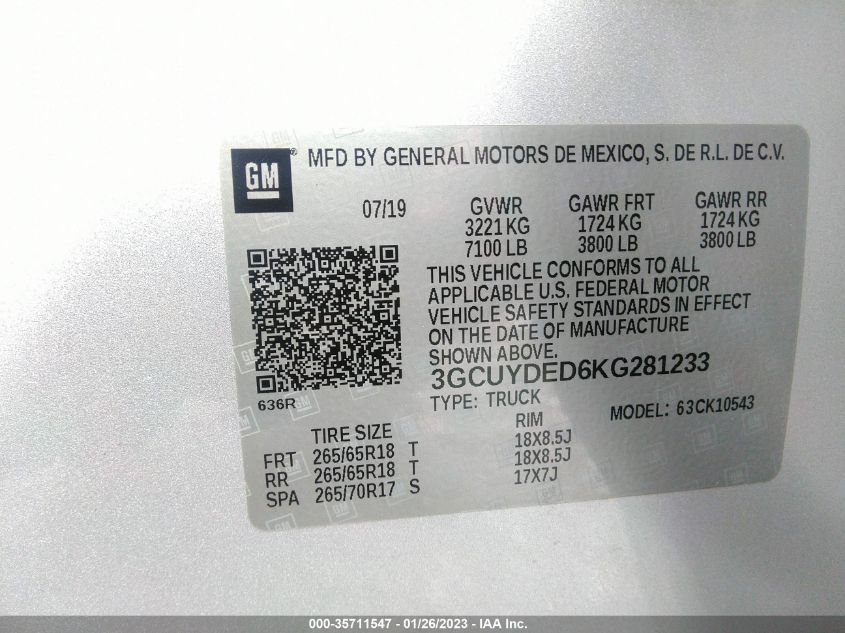 GM® MFD BY GENERAL MOTORS DE MEXICO, S. DE R.L. DE C.V.
07/19 GVWR GAWR FRT GAWR RR
3221 KG 1724 KG 1724 KG
7100 LB 3800 LB 3800 LB
THIS VEHICLE CONFORMS TO ALL
APPLICABLE U.S. FEDERAL MOTOR
VEHICLE SAFETY STANDARDS IN EFFECT
ON THE DATE OF MANUFACTURE
SHOWN ABOVE.
3GCUYDED6KG281233
636R TYPE: TRUCK MODEL: 63CK10543
TIRE SIZE RIM
FRT 265/65R18 T 18X8.5J
RR 265/65R18 T 18X8.5J
SPA 265/70R17 S 17X7J
000-35711547 - 01/26/2023 - IAA Inc.